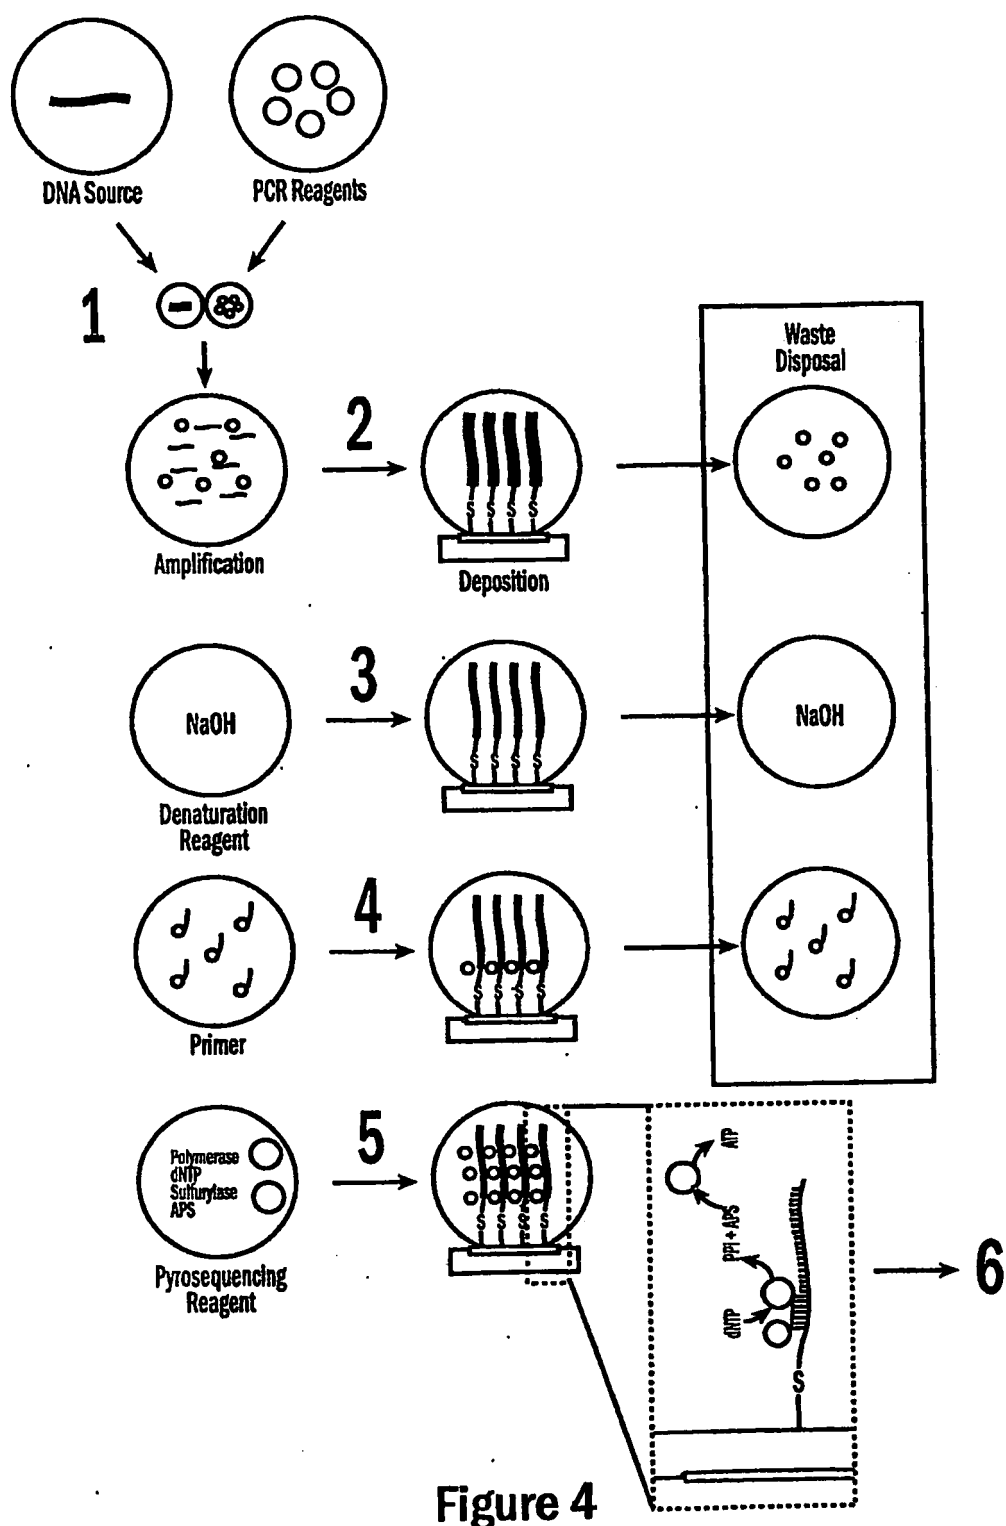 DNA Source
PCR Reagents
1
Waste
Disposal
2
Amplification
S S S S
Deposition
3
NaOH
S S S S
NaOH
Denaturation
Reagent
4
S S S S
Primer
5
Polymerase
dNTP
Sulfurylase
APS
S S S S
Pyrosequencing
Reagent
ATP
PPI + APS
dNTP
S
6
Figure 4